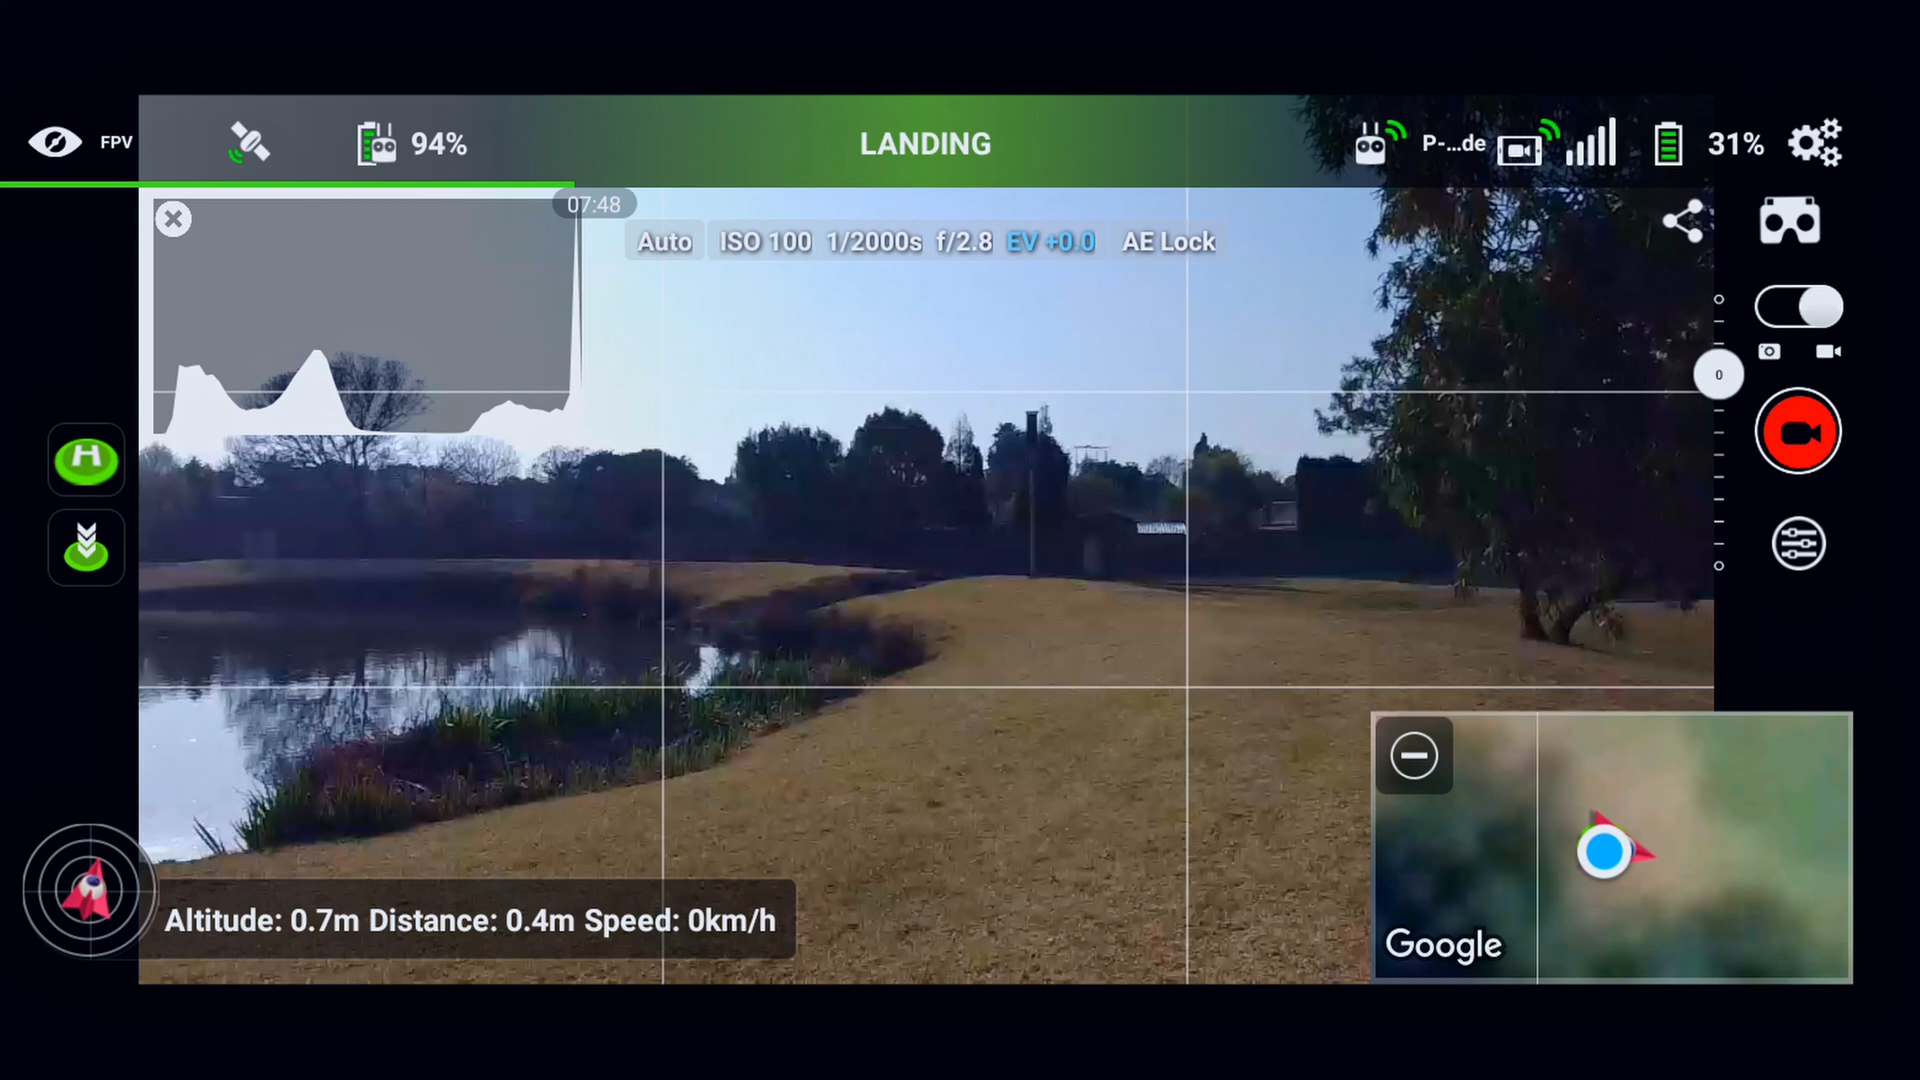 FPV
94%
LANDING
P-...de
31%
07:48
Auto ISO 100 1/2000s f/2.8 EV +0.0 AE Lock
0
H
Altitude: 0.7m Distance: 0.4m Speed: 0km/h
Google